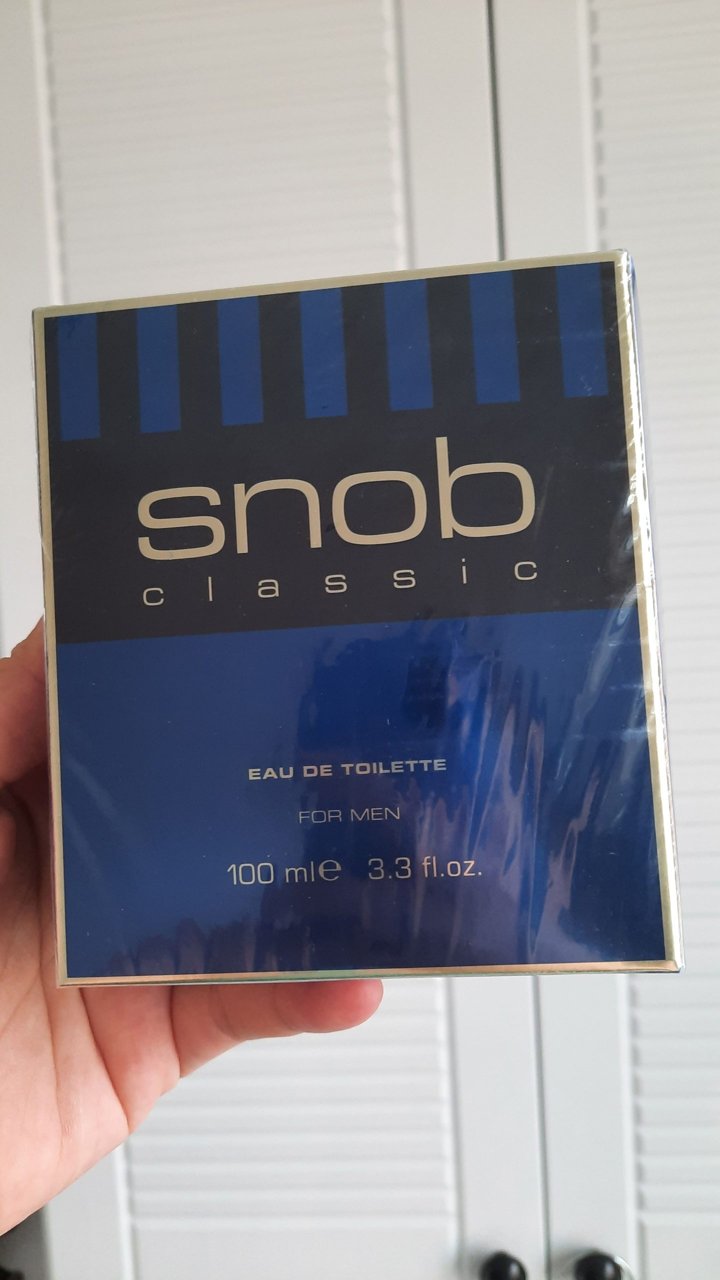 snob
classic
EAU DE TOILETTE
FOR MEN
100 ml℮ 3.3 fl.oz.